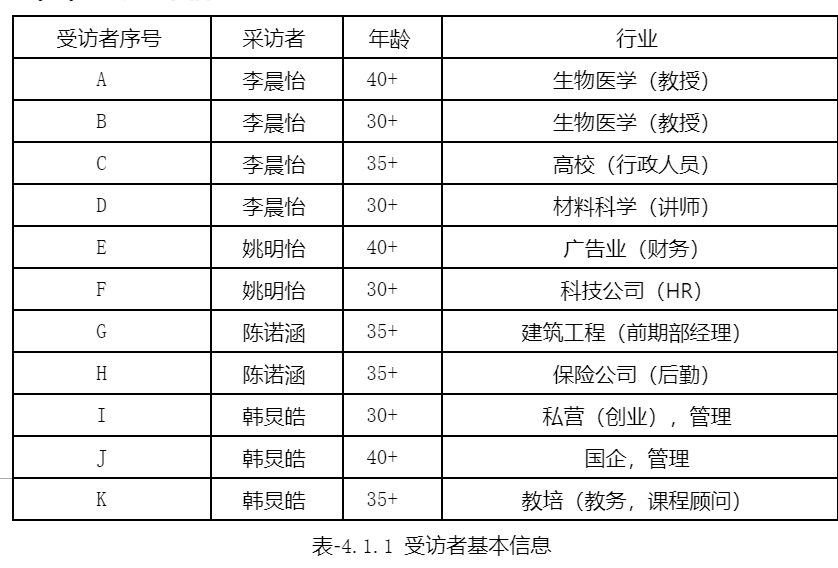 受访者序号 采访者 年龄 行业
A 李晨怡 40+ 生物医学（教授）
B 李晨怡 30+ 生物医学（教授）
C 李晨怡 35+ 高校（行政人员）
D 李晨怡 30+ 材料科学（讲师）
E 姚明怡 40+ 广告业（财务）
F 姚明怡 30+ 科技公司（HR）
G 陈诺涵 35+ 建筑工程（前期部经理）
H 陈诺涵 35+ 保险公司（后勤）
I 韩炅皓 30+ 私营（创业），管理
J 韩炅皓 40+ 国企，管理
K 韩炅皓 35+ 教培（教务，课程顾问）
表-4.1.1 受访者基本信息